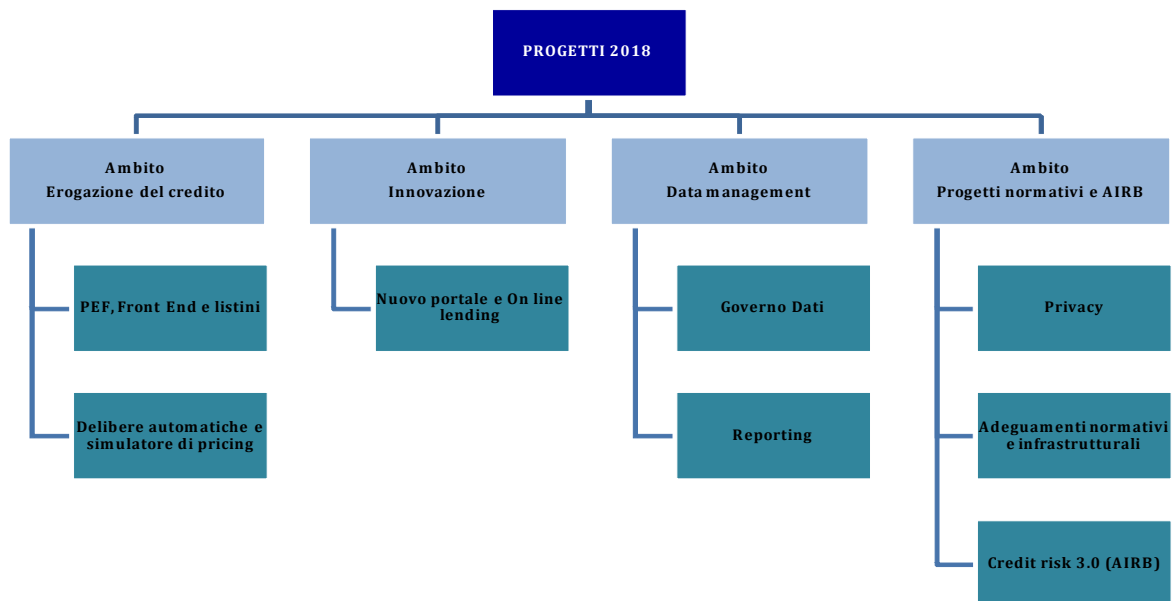 PROGETTI 2018
Ambito
Erogazione del credito
Ambito
Innovazione
Ambito
Data management
Ambito
Progetti normativi e AIRB
PEF, Front End e listini
Nuovo portale e On line
lending
Governo Dati
Privacy
Delibere automatiche e
simulatore di pricing
Reporting
Adeguamenti normativi
e infrastrutturali
Credit risk 3.0 (AIRB)